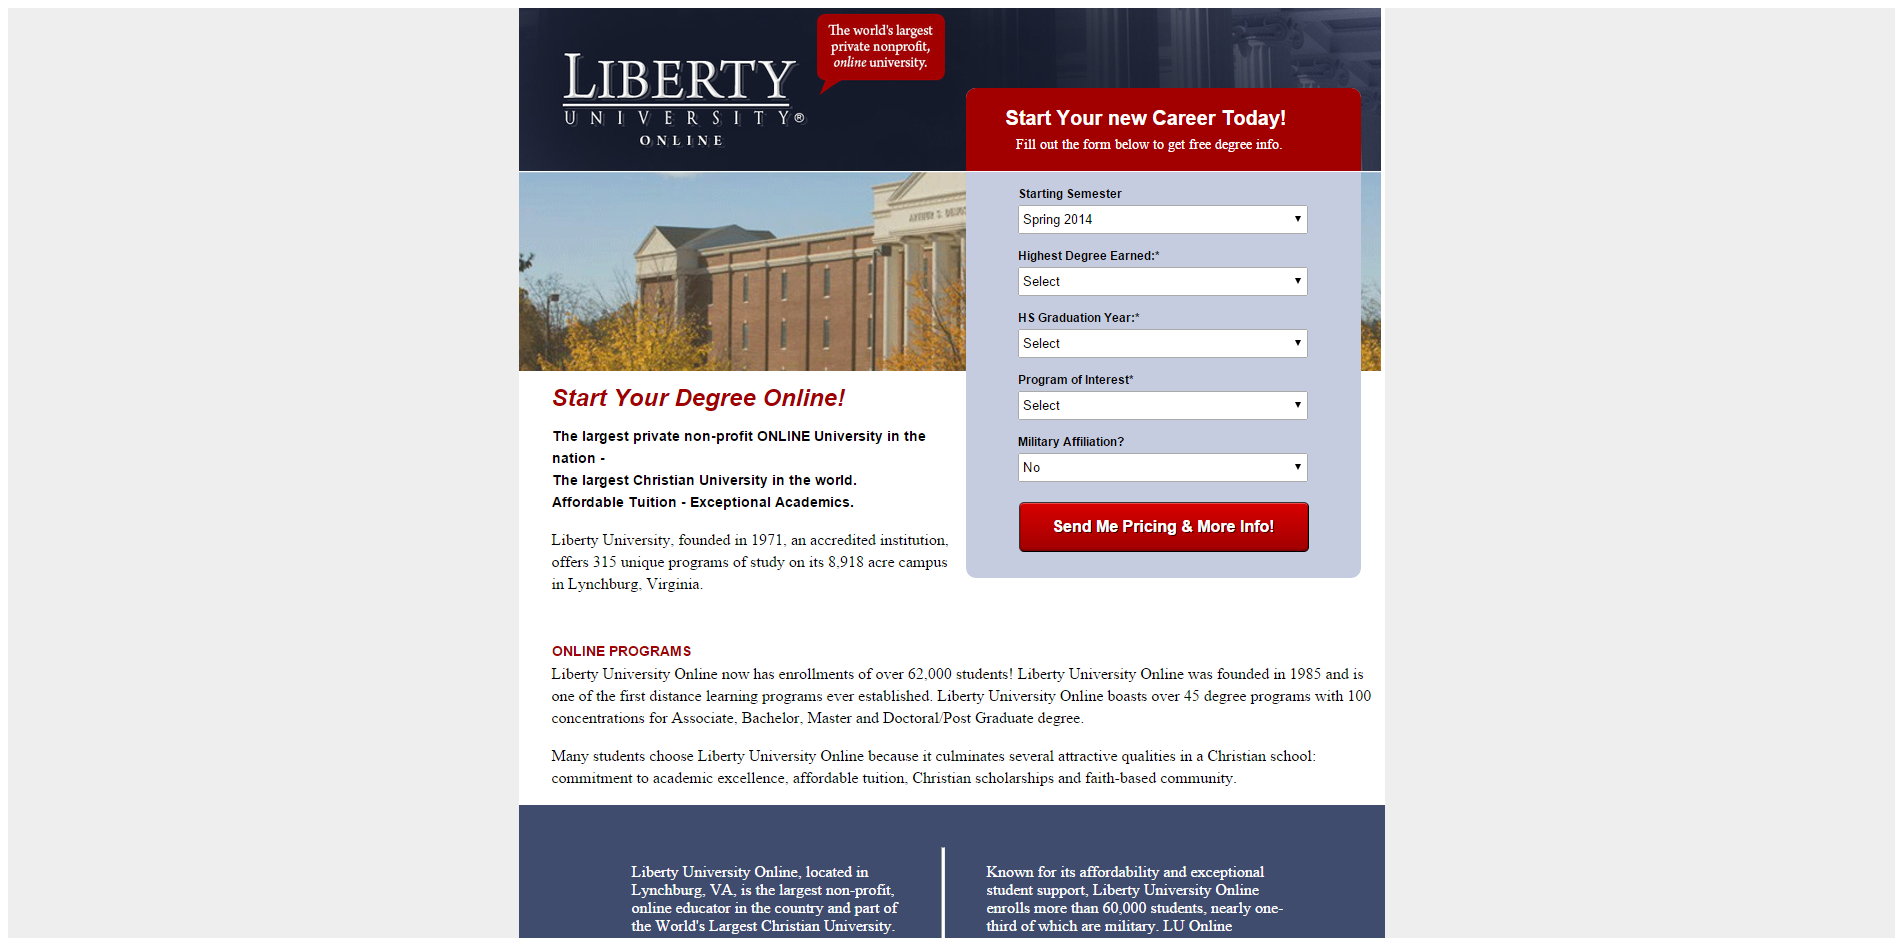 LIBERTY
UNIVERSITY®
ONLINE
The world's largest
private nonprofit,
online university.
Start Your new Career Today!
Fill out the form below to get free degree info.
Starting Semester
Spring 2014
Highest Degree Earned:*
Select
HS Graduation Year:*
Select
Program of Interest*
Select
Military Affiliation?
No
Send Me Pricing & More Info!
Start Your Degree Online!
The largest private non-profit ONLINE University in the
nation -
The largest Christian University in the world.
Affordable Tuition - Exceptional Academics.
Liberty University, founded in 1971, an accredited institution,
offers 315 unique programs of study on its 8,918 acre campus
in Lynchburg, Virginia.
ONLINE PROGRAMS
Liberty University Online now has enrollments of over 62,000 students! Liberty University Online was founded in 1985 and is
one of the first distance learning programs ever established. Liberty University Online boasts over 45 degree programs with 100
concentrations for Associate, Bachelor, Master and Doctoral/Post Graduate degree.
Many students choose Liberty University Online because it culminates several attractive qualities in a Christian school:
commitment to academic excellence, affordable tuition, Christian scholarships and faith-based community.
Liberty University Online, located in
Lynchburg, VA, is the largest non-profit,
online educator in the country and part of
the World's Largest Christian University.
Known for its affordability and exceptional
student support, Liberty University Online
enrolls more than 60,000 students, nearly one-
third of which are military. LU Online